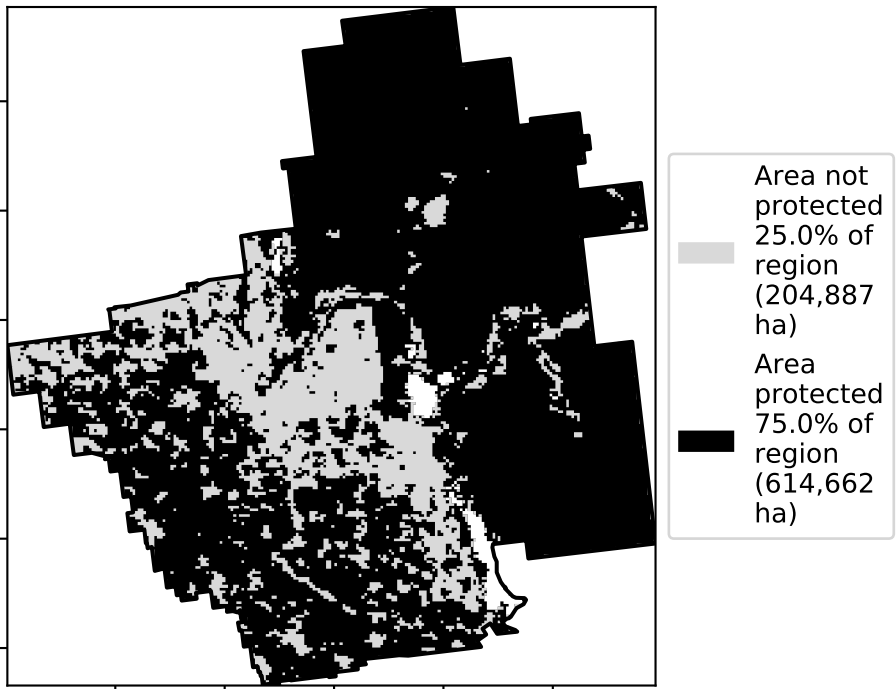 Area not
protected
25.0% of
region
(204,887
ha)
Area
protected
75.0% of
region
(614,662
ha)